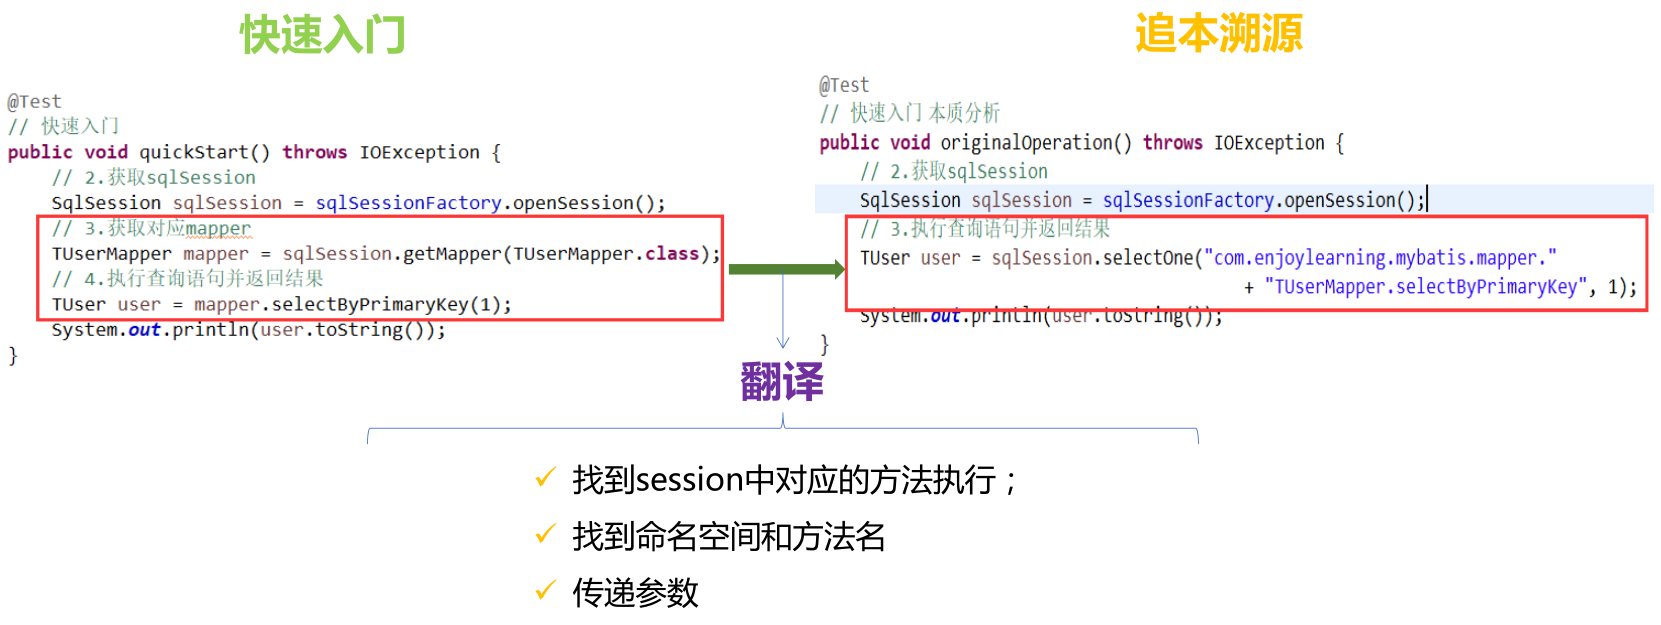 快速入门
@Test
// 快速入门
public void quickStart() throws IOException {
// 2.获取sqlSession
SqlSession sqlSession = sqlSessionFactory.openSession();
// 3.获取对应mapper
TUserMapper mapper = sqlSession.getMapper(TUserMapper.class);
// 4.执行查询语句并返回结果
TUser user = mapper.selectByPrimaryKey(1);
System.out.println(user.toString());
}
追本溯源
@Test
// 快速入门 本质分析
public void originalOperation() throws IOException {
// 2.获取sqlSession
SqlSession sqlSession = sqlSessionFactory.openSession();
// 3.执行查询语句并返回结果
TUser user = sqlSession.selectOne("com.enjoylearning.mybatis.mapper."
+ "TUserMapper.selectByPrimaryKey", 1);
System.out.println(user.toString());
}
翻译
✓ 找到session中对应的方法执行；
✓ 找到命名空间和方法名
✓ 传递参数